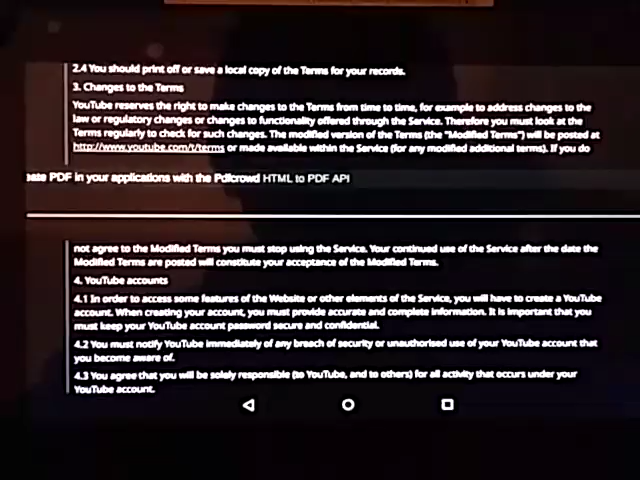 2.4 You should print off or save a local copy of the Terms for your records.
3. Changes to the Terms
YouTube reserves the right to make changes to the Terms from time to time, for example to address changes to the
law or regulatory changes or changes to functionality offered through the Service. Therefore you must look at the
Terms regularly to check for such changes. The modified version of the Terms (the "Modified Terms") will be posted at
http://www.youtube.com/t/terms or made available within the Service (for any modified additional terms). If you do
PDF in your applications with the Pdfcrowd HTML to PDF API
not agree to the Modified Terms you must stop using the Service. Your continued use of the Service after the date the
Modified Terms are posted will constitute your acceptance of the Modified Terms.
4. YouTube accounts
4.1 In order to access some features of the Website or other elements of the Service, you will have to create a YouTube
account. When creating your account, you must provide accurate and complete information. It is important that you
must keep your YouTube account password secure and confidential.
4.2 You must notify YouTube immediately of any breach of security or unauthorised use of your YouTube account that
you become aware of.
4.3 You agree that you will be solely responsible (to YouTube, and to others) for all activity that occurs under your
YouTube account.